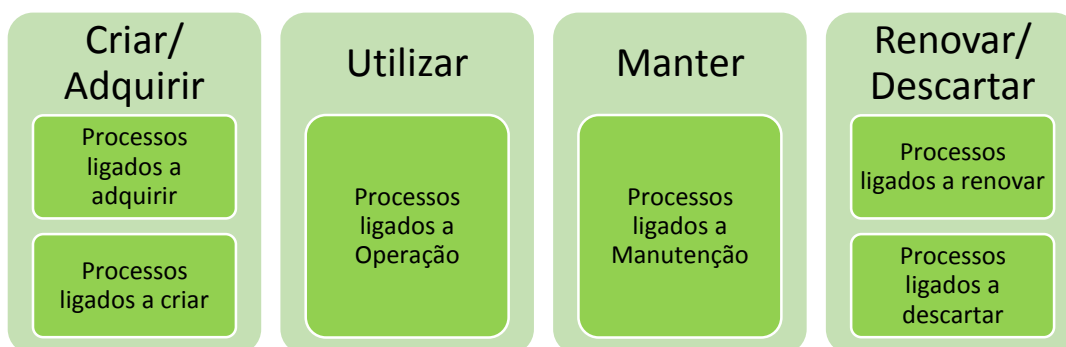 Criar/
Adquirir
Processos
ligados a
adquirir
Processos
ligados a criar
Utilizar
Processos
ligados a
Operação
Manter
Processos
ligados a
Manutenção
Renovar/
Descartar
Processos
ligados a renovar
Processos
ligados a
descartar